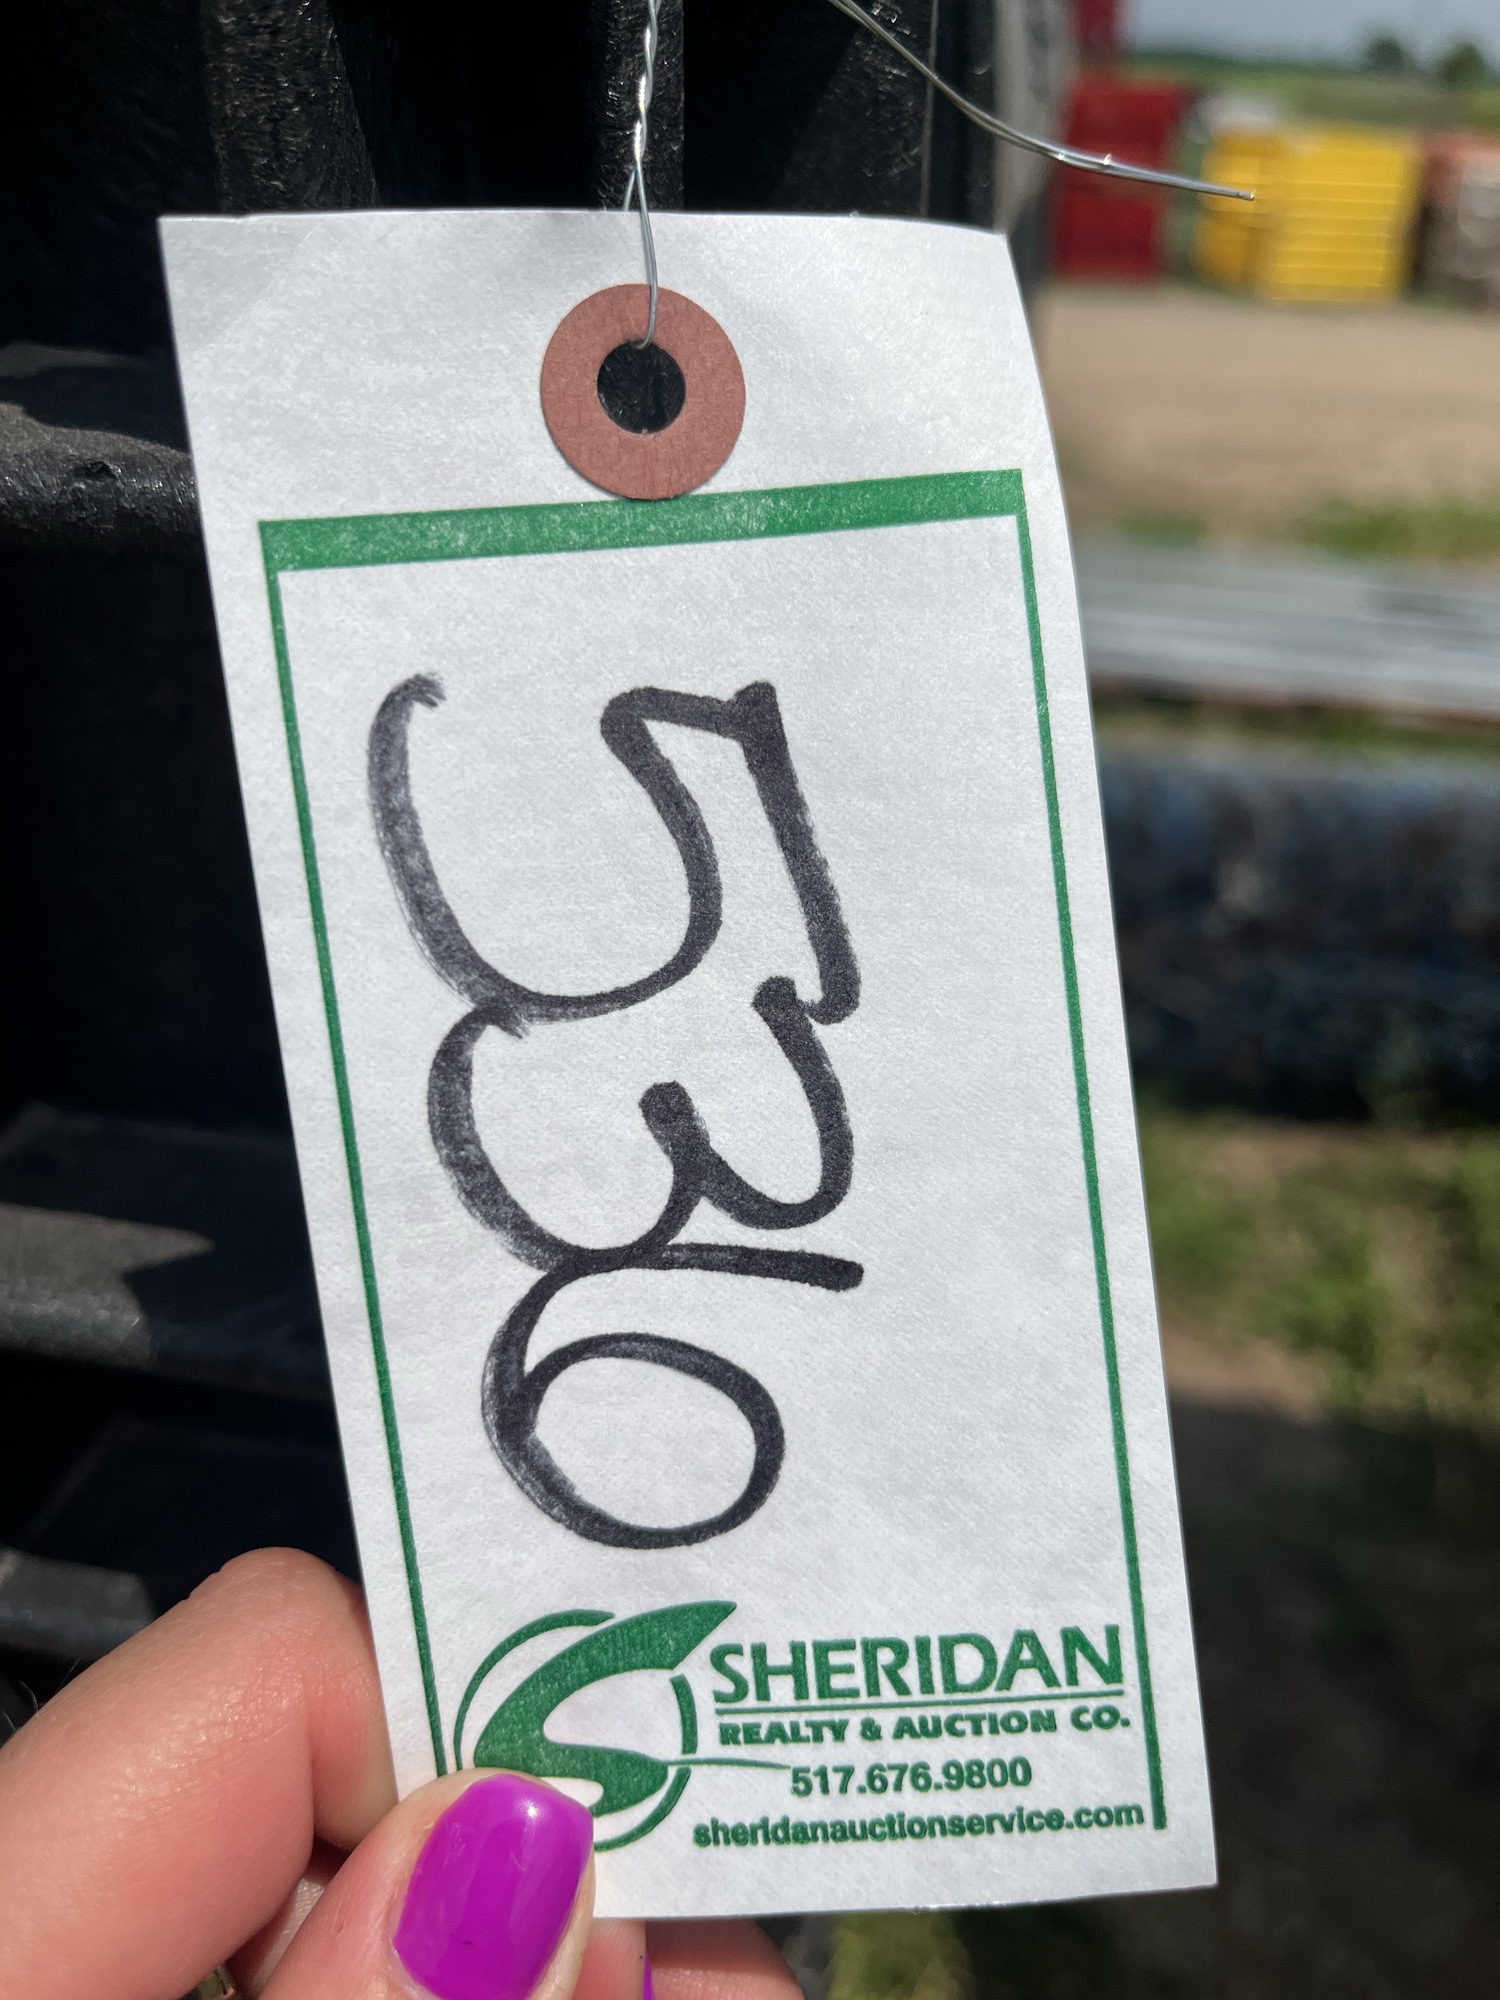 536
SHERIDAN
REALTY & AUCTION CO.
517.676.9800
sheridanauctionservice.com